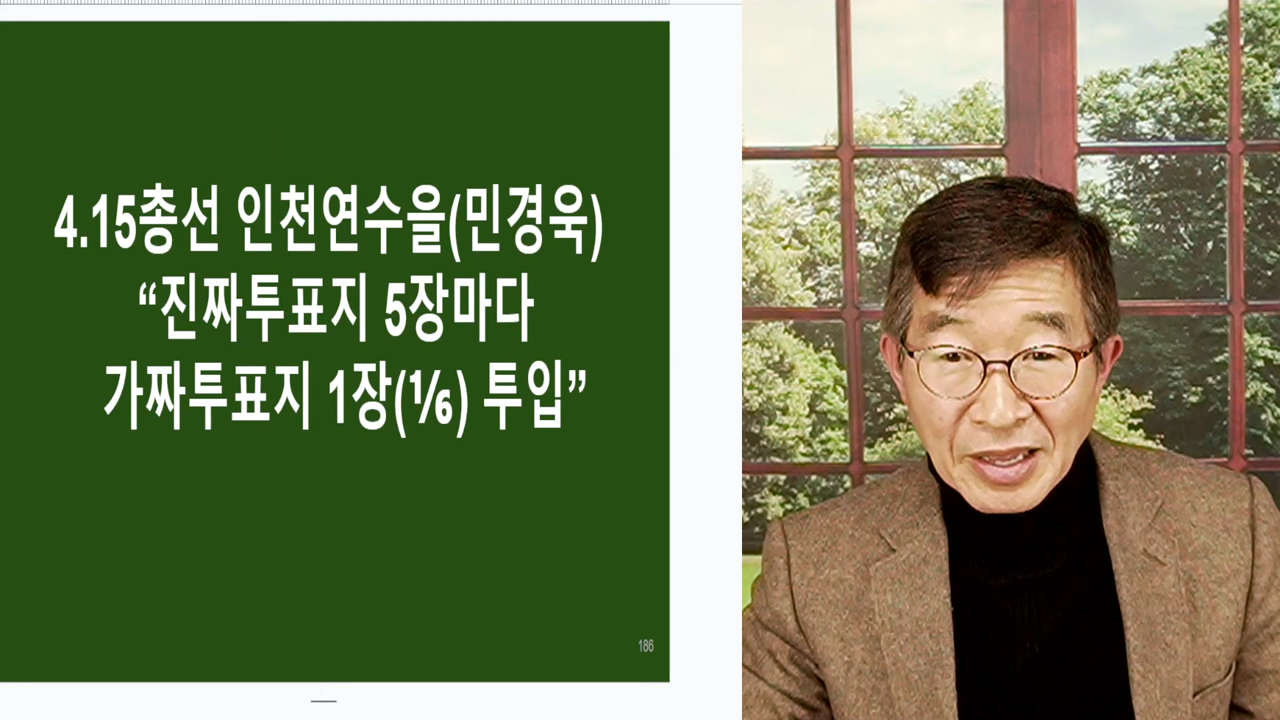 4.15총선 인천연수을(민경욱)
“진짜투표지 5장마다
가짜투표지 1장(⅙) 투입”
186